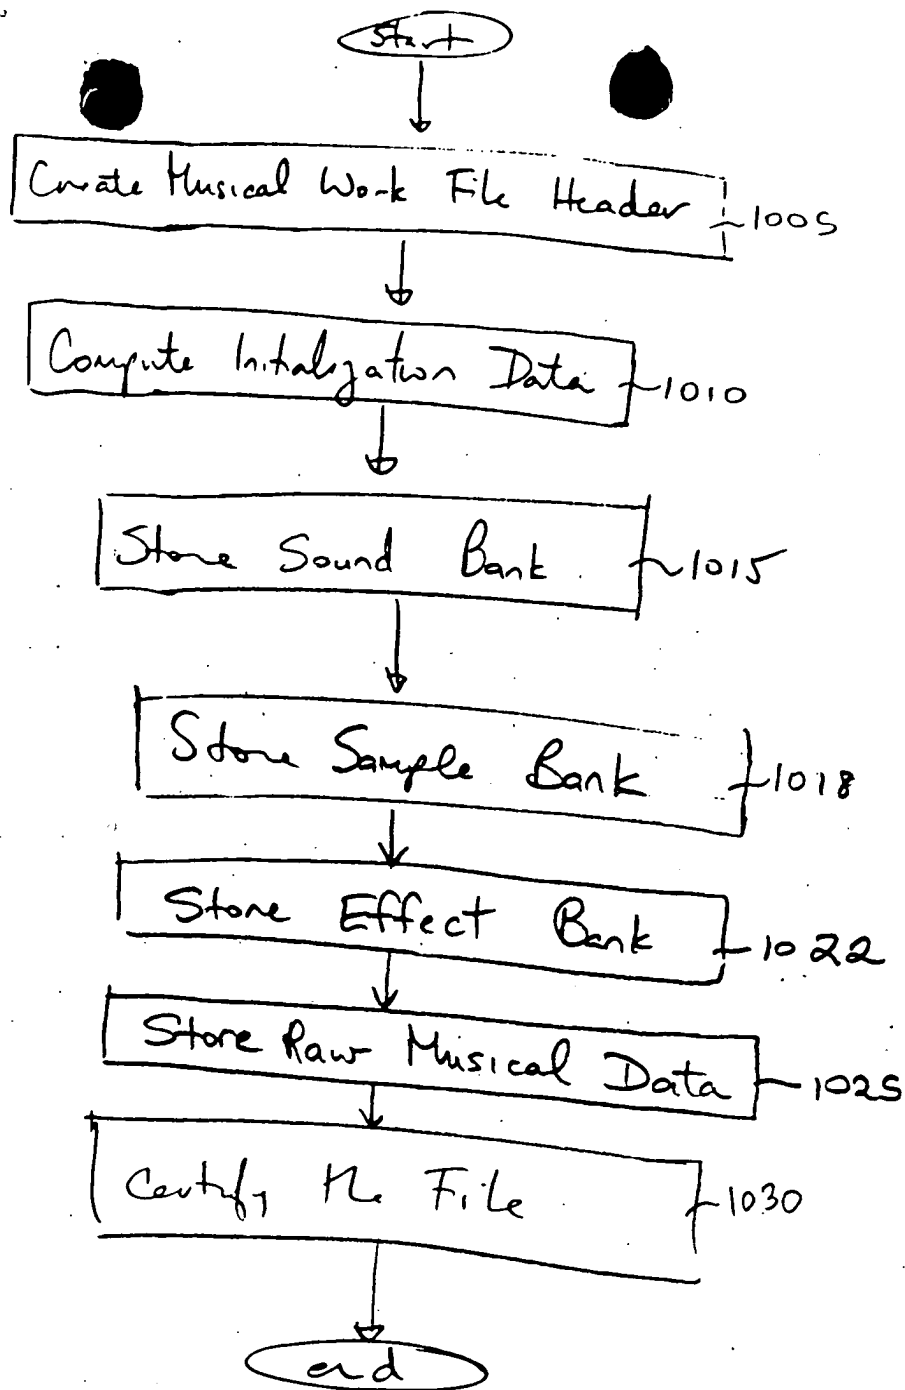 Start
Create Musical Work File Header ~1005
Compute Initialization Data ~1010
Store Sound Bank ~1015
Store Sample Bank ~1018
Store Effect Bank ~1022
Store Raw Musical Data ~1025
Certify the File ~1030
end